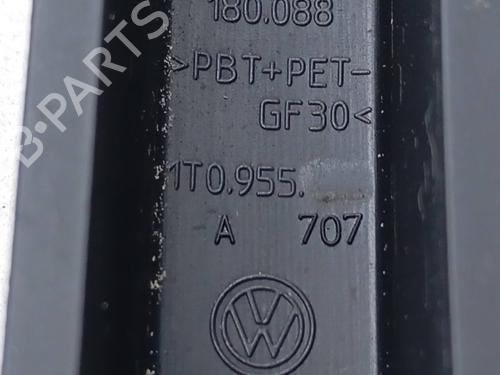 180.088
>PBT+PET-
GF30<
1T0.955.
A 707
B-PARTS